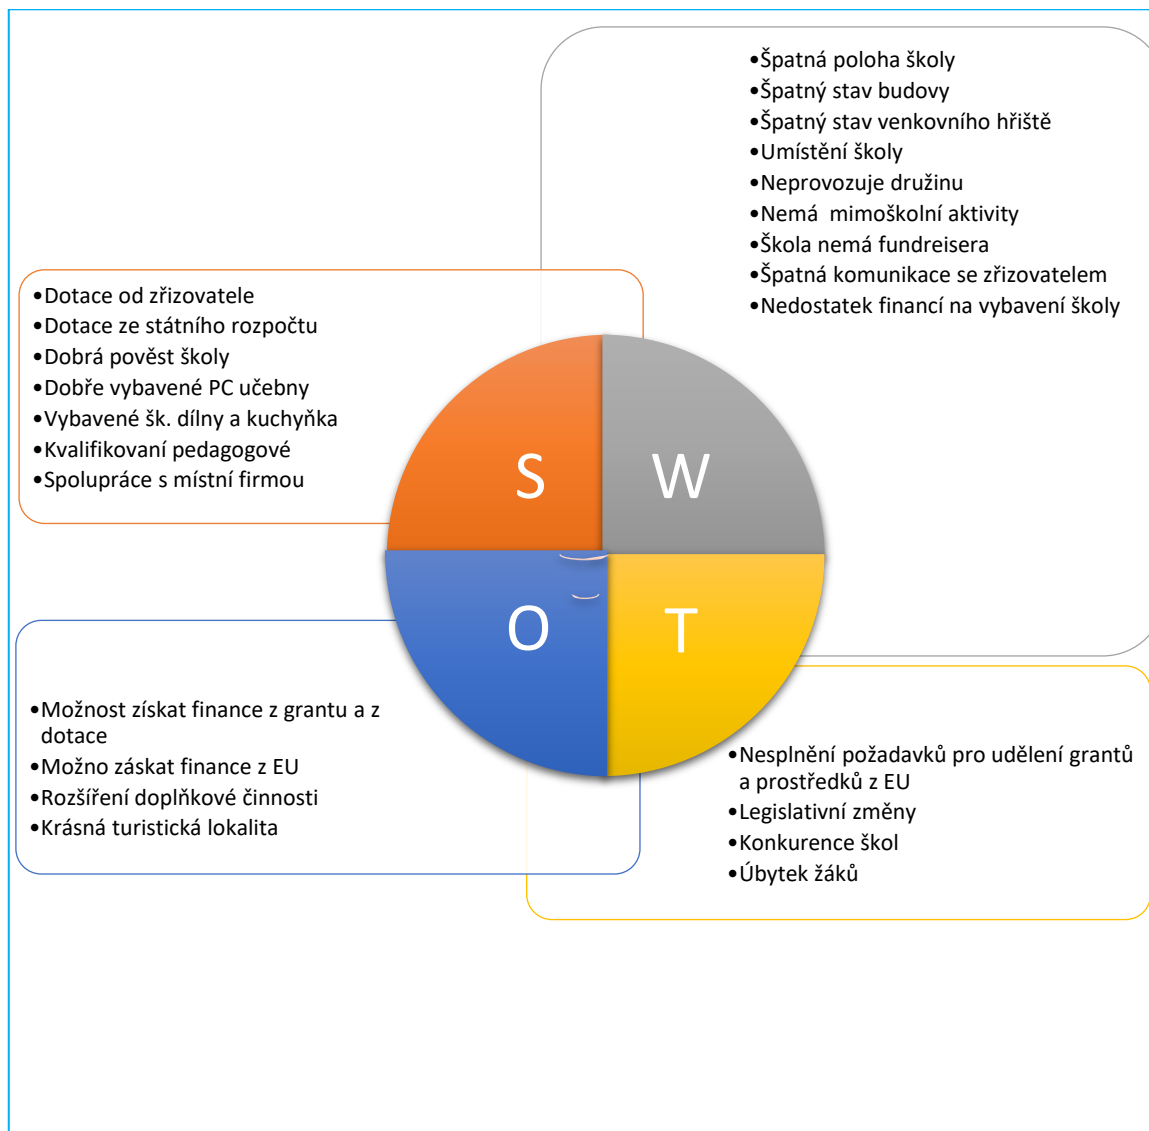 •Špatná poloha školy
•Špatný stav budovy
•Špatný stav venkovního hřiště
•Umístění školy
•Neprovozuje družinu
•Nemá  mimoškolní aktivity
•Škola nemá fundreisera
•Špatná komunikace se zřizovatelem
•Nedostatek financí na vybavení školy
•Dotace od zřizovatele
•Dotace ze státního rozpočtu
•Dobrá pověst školy
•Dobře vybavené PC učebny
•Vybavené šk. dílny a kuchyňka
•Kvalifikovaní pedagogové
•Spolupráce s místní firmou
S
W
O
T
•Možnost získat finance z grantu a z
dotace
•Možno záskat finance z EU
•Rozšíření doplňkové činnosti
•Krásná turistická lokalita
•Nesplnění požadavků pro udělení grantů
a prostředků z EU
•Legislativní změny
•Konkurence škol
•Úbytek žáků